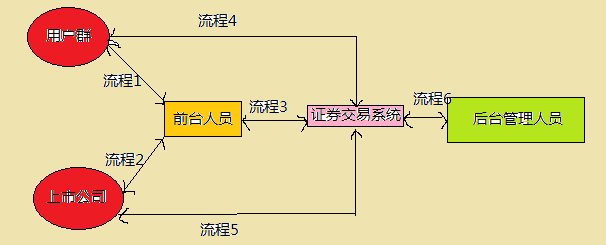 流程4
用户群
流程1
流程3
流程6
前台人员
证券交易系统
后台管理人员
流程2
上市公司
流程5